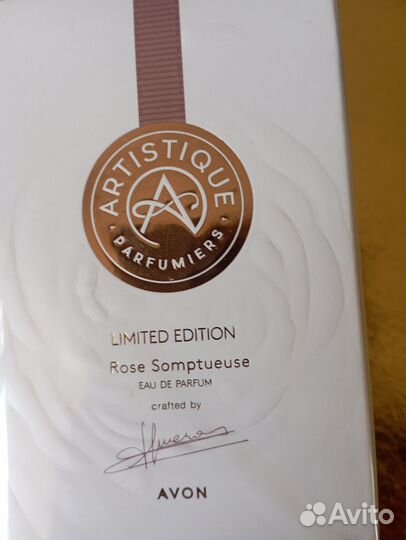 ARTISTIQUE
PARFUMIERS
LIMITED EDITION
Rose Somptueuse
EAU DE PARFUM
crafted by
AVON
Avito